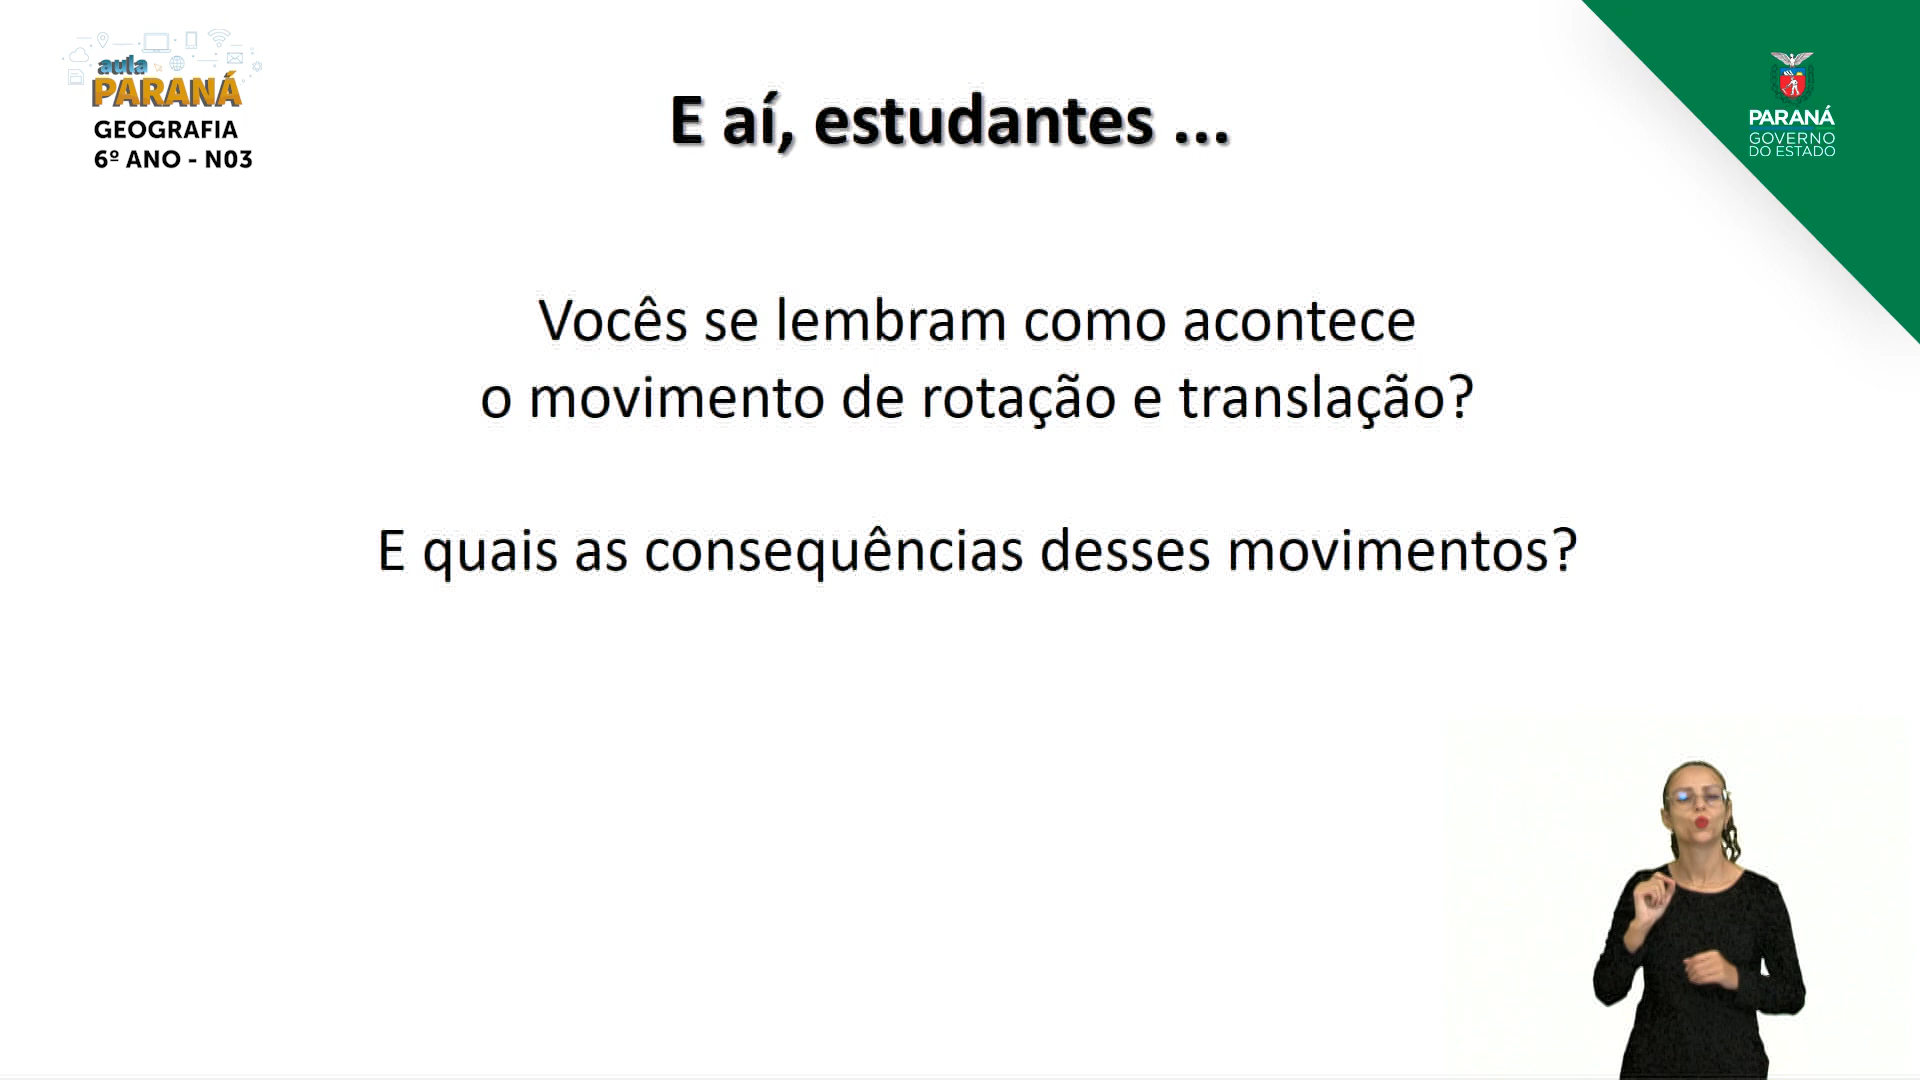 aula
PARANÁ
GEOGRAFIA
6º ANO - N03
E aí, estudantes ...
PARANÁ
GOVERNO
DO ESTADO
Vocês se lembram como acontece
o movimento de rotação e translação?
E quais as consequências desses movimentos?